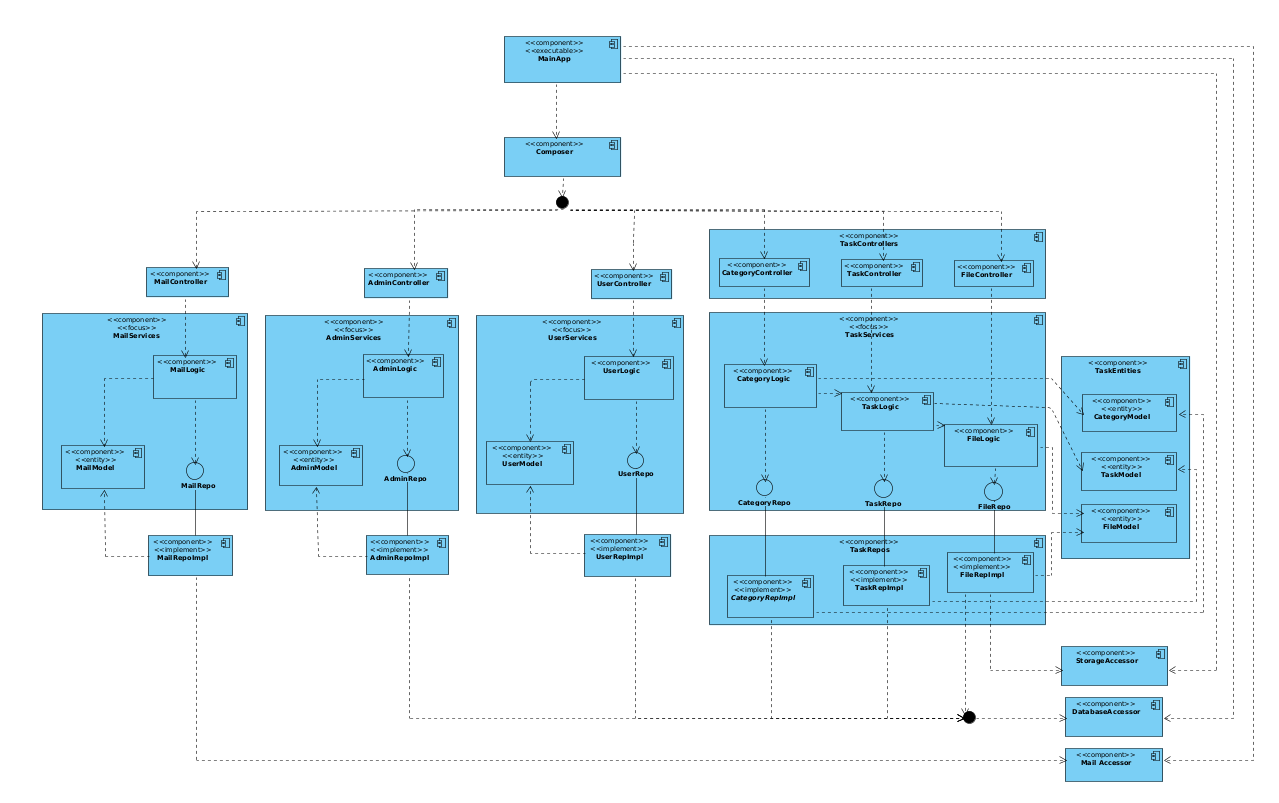 <<component>>
<<executable>>
MainApp
<<component>>
Composer
<<component>>
MailController
<<component>>
AdminController
<<component>>
UserController
<<component>>
TaskControllers
<<component>>
CategoryController
<<component>>
TaskController
<<component>>
FileController
<<component>>
<<focus>>
MailServices
<<component>>
MailLogic
<<component>>
<<entity>>
MailModel
MailRepo
<<component>>
<<implement>>
MailRepoImpl
<<component>>
<<focus>>
AdminServices
<<component>>
AdminLogic
<<component>>
<<entity>>
AdminModel
AdminRepo
<<component>>
<<implement>>
AdminRepoImpl
<<component>>
<<focus>>
UserServices
<<component>>
UserLogic
<<component>>
<<entity>>
UserModel
UserRepo
<<component>>
<<implement>>
UserRepImpl
<<component>>
<<focus>>
TaskServices
<<component>>
CategoryLogic
<<component>>
TaskLogic
<<component>>
FileLogic
CategoryRepo
TaskRepo
FileRepo
<<component>>
TaskEntities
<<component>>
<<entity>>
CategoryModel
<<component>>
<<entity>>
TaskModel
<<component>>
<<entity>>
FileModel
<<component>>
TaskRepos
<<component>>
<<implement>>
CategoryRepImpl
<<component>>
<<implement>>
TaskRepImpl
<<component>>
<<implement>>
FileRepImpl
<<component>>
StorageAccessor
<<component>>
DatabaseAccessor
<<component>>
Mail Accessor